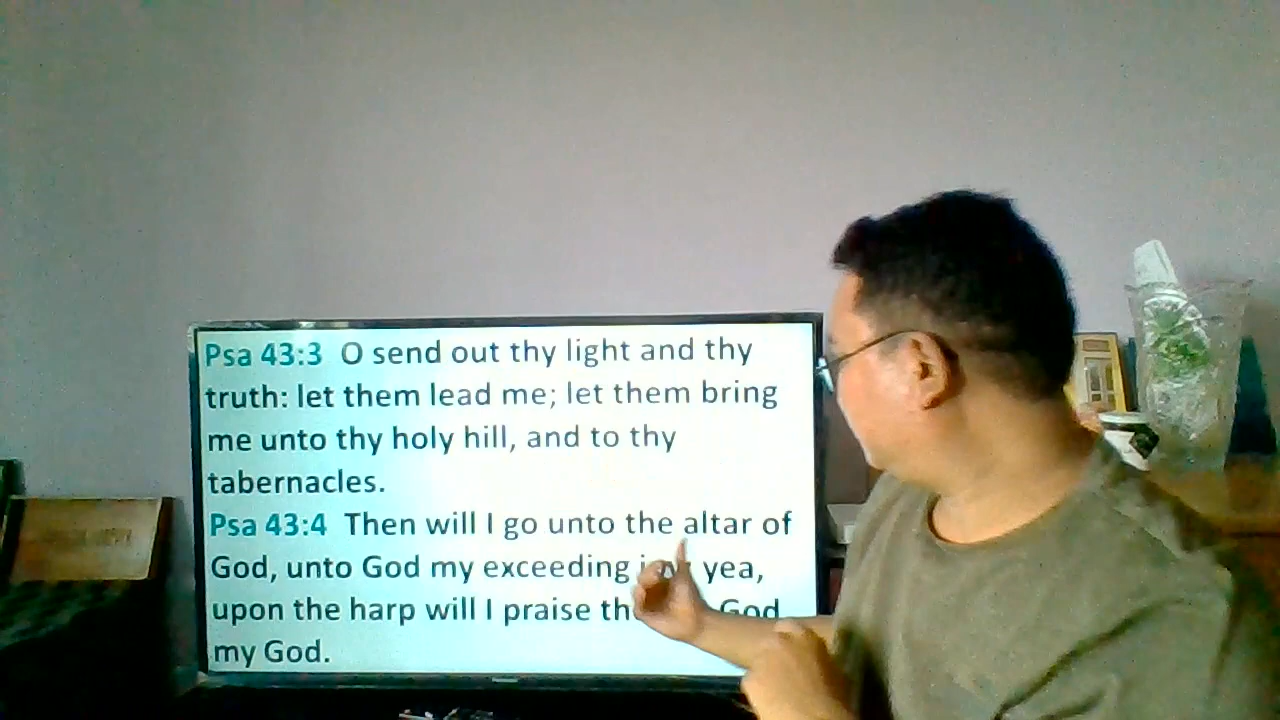 Psa 43:3 O send out thy light and thy
truth: let them lead me; let them bring
me unto thy holy hill, and to thy
tabernacles.
Psa 43:4 Then will I go unto the altar of
God, unto God my exceeding yea,
upon the harp will I praise God
my God.